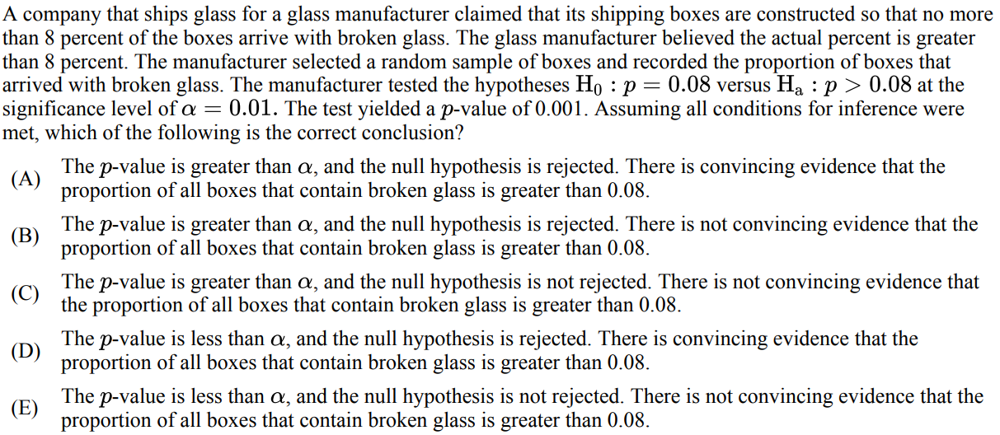 A company that ships glass for a glass manufacturer claimed that its shipping boxes are constructed so that no more
than 8 percent of the boxes arrive with broken glass. The glass manufacturer believed the actual percent is greater
than 8 percent. The manufacturer selected a random sample of boxes and recorded the proportion of boxes that
arrived with broken glass. The manufacturer tested the hypotheses H₀ : p = 0.08 versus Hₐ : p > 0.08 at the
significance level of α = 0.01. The test yielded a p-value of 0.001. Assuming all conditions for inference were
met, which of the following is the correct conclusion?
(A) The p-value is greater than α, and the null hypothesis is rejected. There is convincing evidence that the
proportion of all boxes that contain broken glass is greater than 0.08.
(B) The p-value is greater than α, and the null hypothesis is rejected. There is not convincing evidence that the
proportion of all boxes that contain broken glass is greater than 0.08.
(C) The p-value is greater than α, and the null hypothesis is not rejected. There is not convincing evidence that
the proportion of all boxes that contain broken glass is greater than 0.08.
(D) The p-value is less than α, and the null hypothesis is rejected. There is convincing evidence that the
proportion of all boxes that contain broken glass is greater than 0.08.
(E) The p-value is less than α, and the null hypothesis is not rejected. There is not convincing evidence that the
proportion of all boxes that contain broken glass is greater than 0.08.